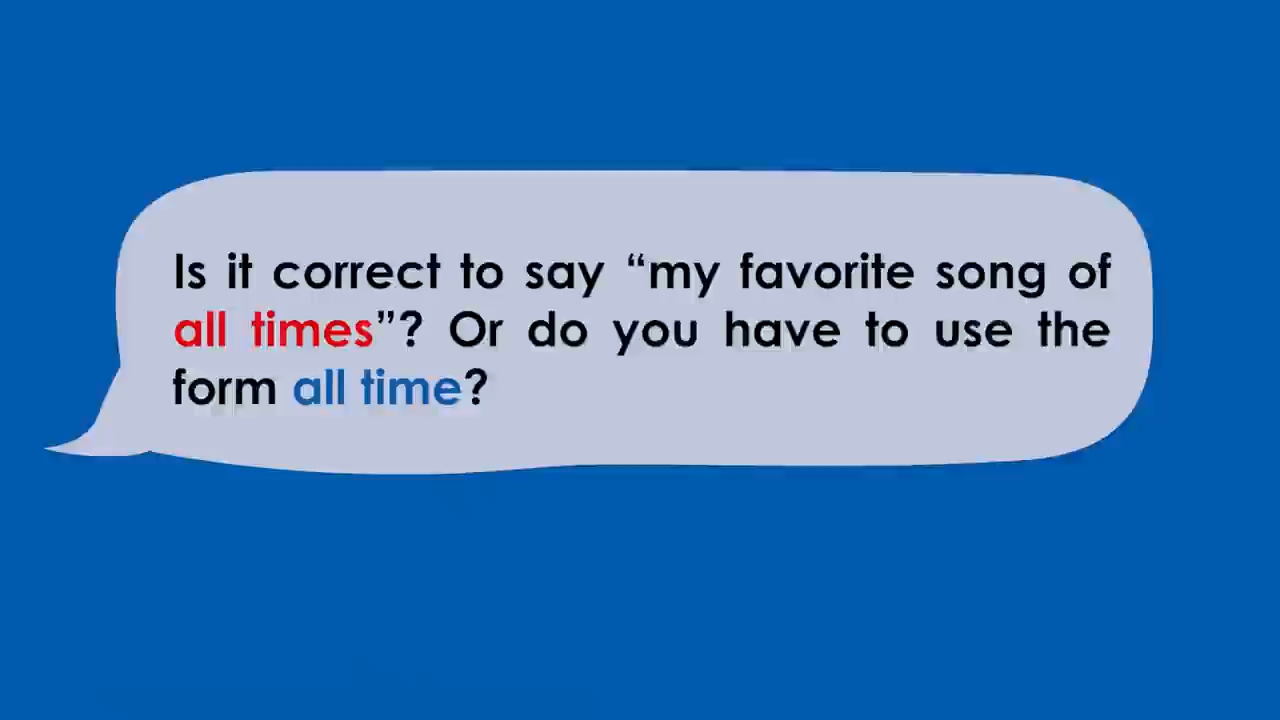 Is it correct to say “my favorite song of
all times”? Or do you have to use the
form all time?